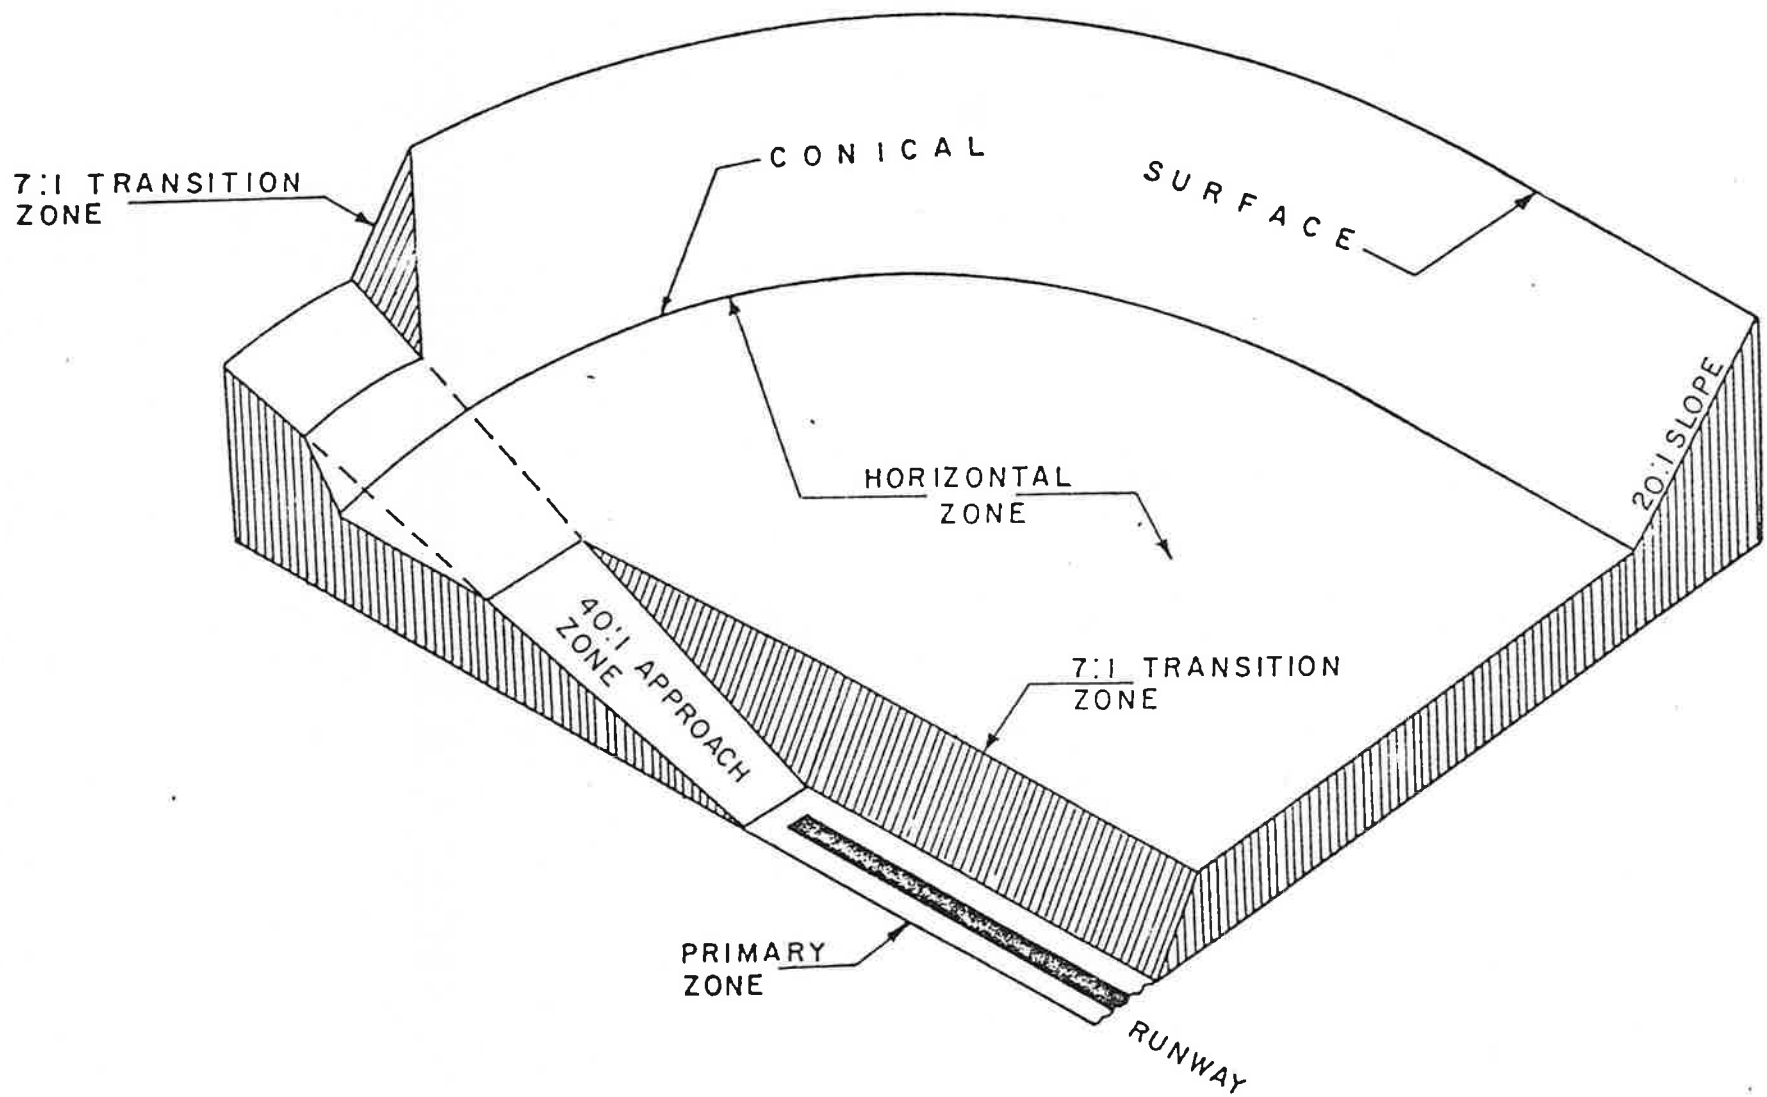 CONICAL SURFACE
7:1 TRANSITION
ZONE
20:1 SLOPE
HORIZONTAL
ZONE
40:1 APPROACH
ZONE
7:1 TRANSITION
ZONE
PRIMARY
ZONE
RUNWAY